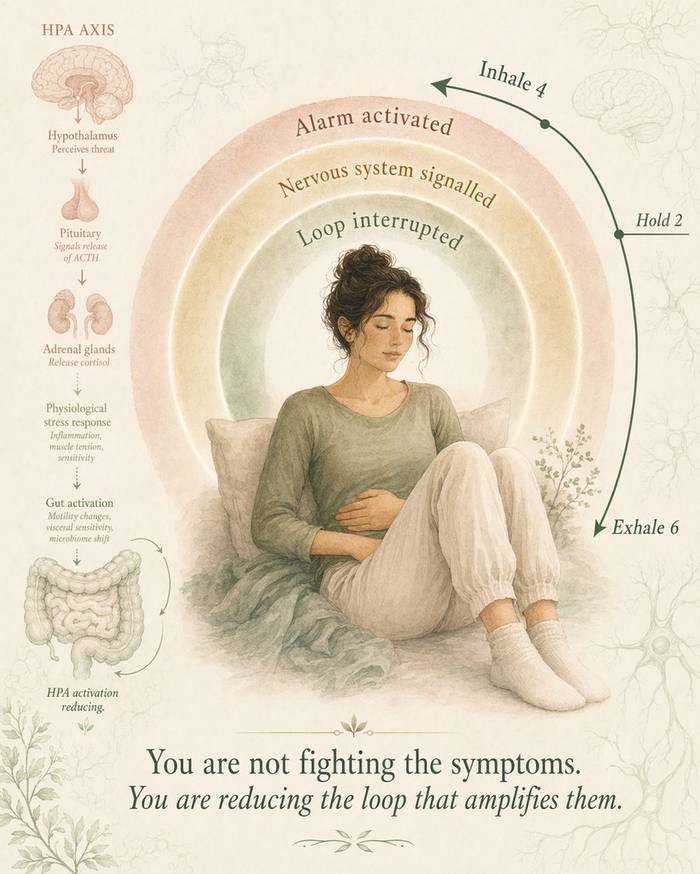 HPA AXIS
Hypothalamus
Perceives threat
Pituitary
Signals release
of ACTH
Adrenal glands
Release cortisol
Physiological
stress response
Inflammation,
muscle tension,
sensitivity
Gut activation
Motility changes,
visceral sensitivity,
microbiome shift
HPA activation
reducing.
Alarm activated
Nervous system signalled
Loop interrupted
Inhale 4
Hold 2
Exhale 6
You are not fighting the symptoms.
You are reducing the loop that amplifies them.